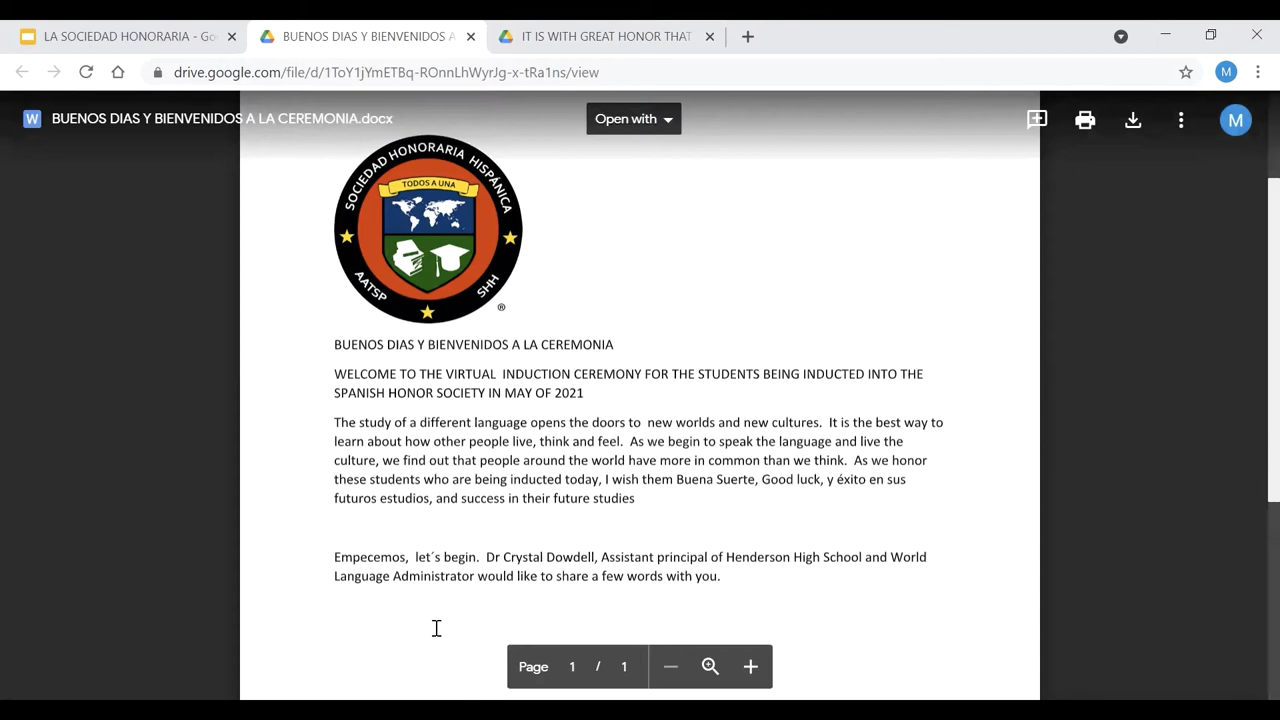 LA SOCIEDAD HONORARIA - Go
BUENOS DIAS Y BIENVENIDOS A
IT IS WITH GREAT HONOR THAT
drive.google.com/file/d/1ToY1jYmETBq-ROnnLhWyrJg-x-tRa1ns/view
M
W BUENOS DIAS Y BIENVENIDOS A LA CEREMONIA.docx
Open with
M
SOCIEDAD HONORARIA HISPÁNICA
TODOS A UNA
AATSP
SHH
®
BUENOS DIAS Y BIENVENIDOS A LA CEREMONIA
WELCOME TO THE VIRTUAL  INDUCTION CEREMONY FOR THE STUDENTS BEING INDUCTED INTO THE
SPANISH HONOR SOCIETY IN MAY OF 2021
The study of a different language opens the doors to  new worlds and new cultures.  It is the best way to
learn about how other people live, think and feel.  As we begin to speak the language and live the
culture, we find out that people around the world have more in common than we think.  As we honor
these students who are being inducted today, I wish them Buena Suerte, Good luck, y éxito en sus
futuros estudios, and success in their future studies
Empecemos,  let´s begin.  Dr Crystal Dowdell, Assistant principal of Henderson High School and World
Language Administrator would like to share a few words with you.
Page 1 / 1